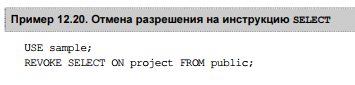 Пример 12.20. Отмена разрешения на инструкцию SELECT
USE sample;
REVOKE SELECT ON project FROM public;